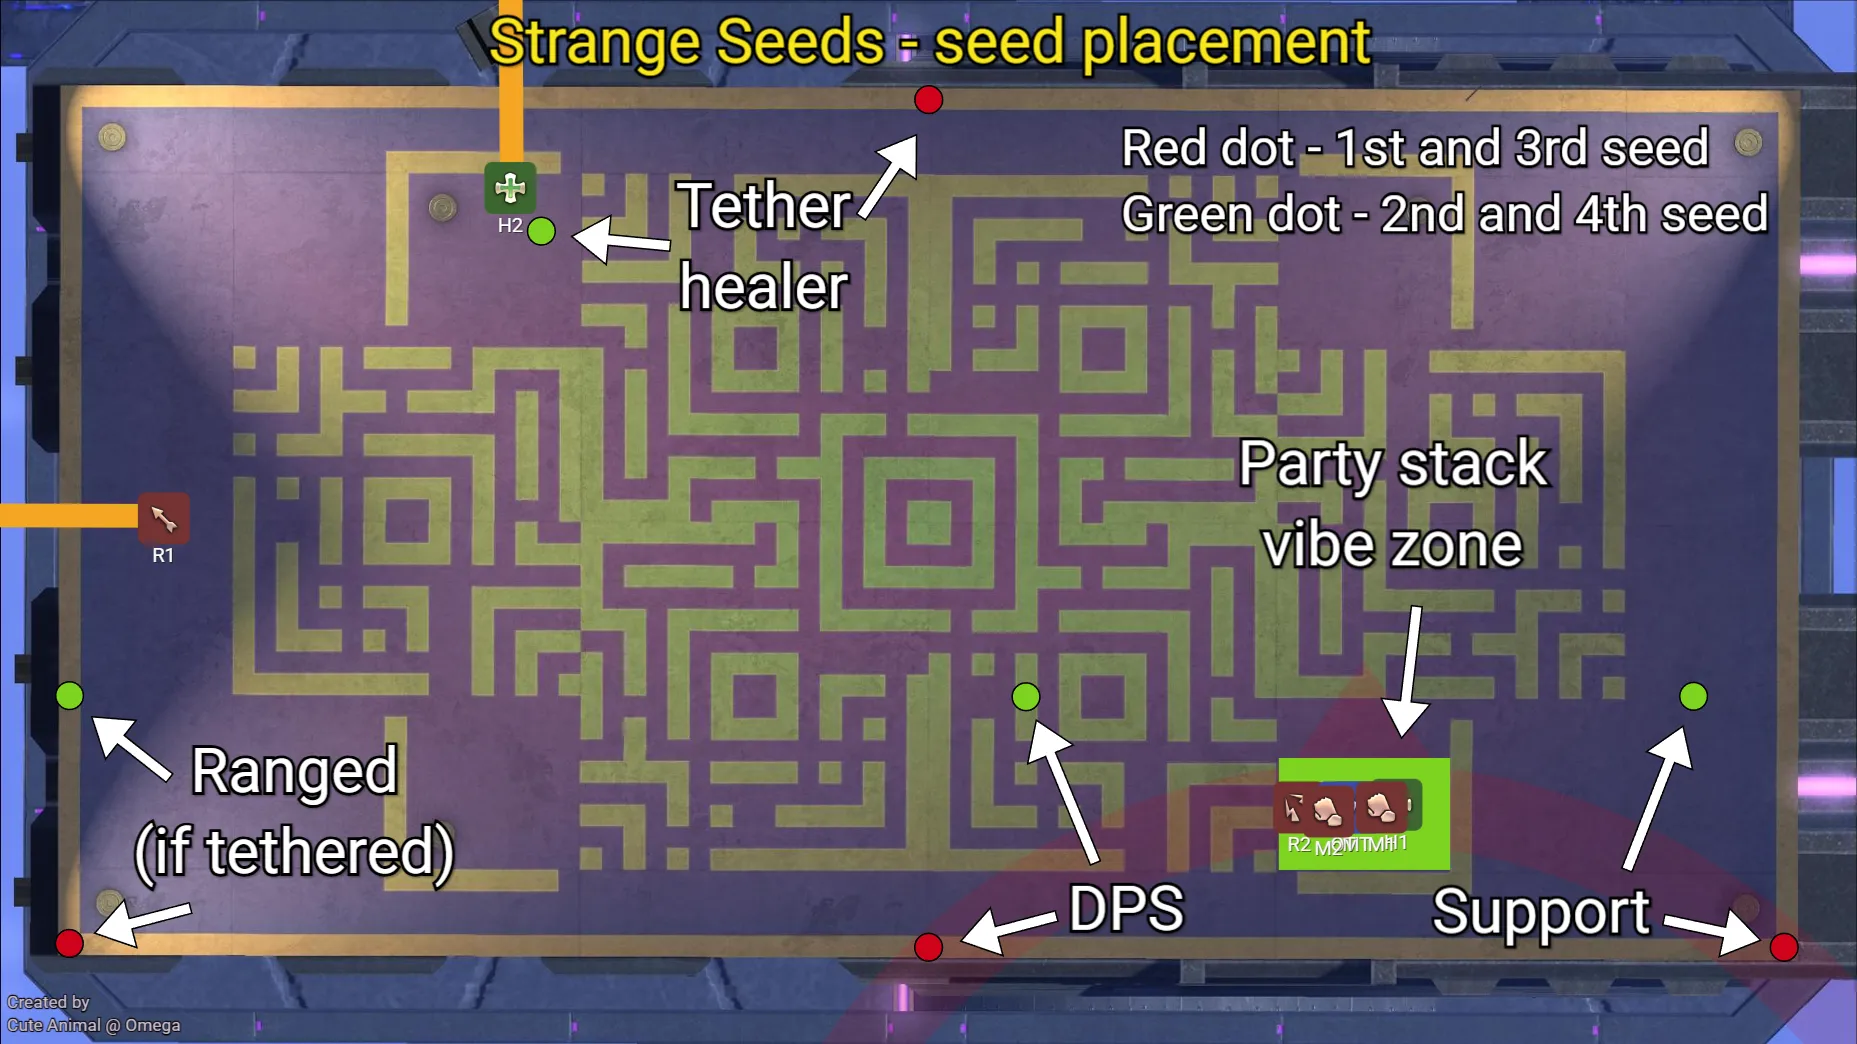 Strange Seeds - seed placement
Red dot - 1st and 3rd seed
Green dot - 2nd and 4th seed
Tether
healer
H2
R1
Party stack
vibe zone
Ranged
(if tethered)
R2
M2
DPS
Support
Created by
Cute Animal @ Omega